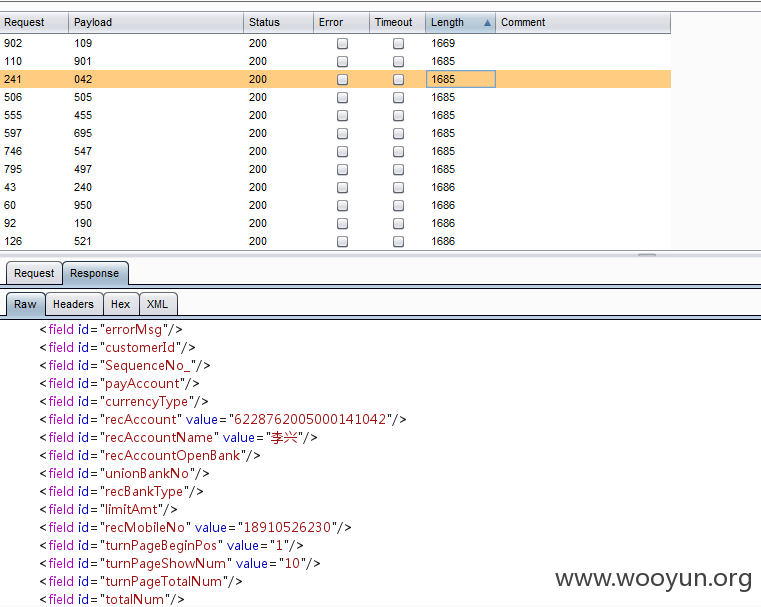 Request Payload Status Error Timeout Length Comment
902 109 200 1669
110 901 200 1685
241 042 200 1685
506 505 200 1685
555 455 200 1685
597 695 200 1685
746 547 200 1685
795 497 200 1685
43 240 200 1686
60 950 200 1686
92 190 200 1686
126 521 200 1686
Request Response
Raw Headers Hex XML
<field id="errorMsg"/>
<field id="customerId"/>
<field id="SequenceNo_"/>
<field id="payAccount"/>
<field id="currencyType"/>
<field id="recAccount" value="6228762005000141042"/>
<field id="recAccountName" value="李兴"/>
<field id="recAccountOpenBank"/>
<field id="unionBankNo"/>
<field id="recBankType"/>
<field id="limitAmt"/>
<field id="recMobileNo" value="18910526230"/>
<field id="turnPageBeginPos" value="1"/>
<field id="turnPageShowNum" value="10"/>
<field id="turnPageTotalNum"/>
<field id="totalNum"/>
www.wooyun.org